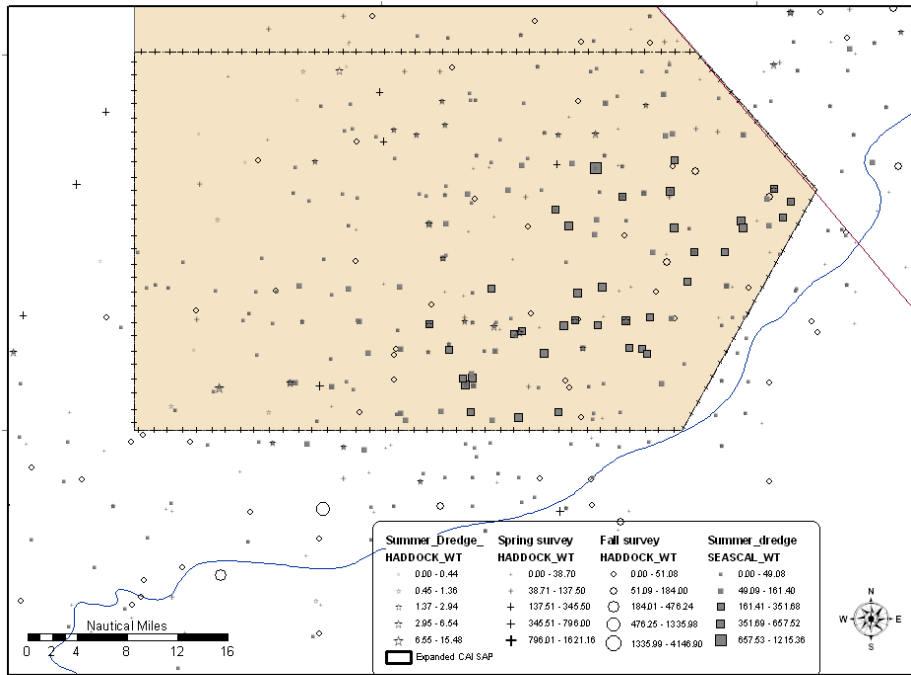 Summer_Dredge_ Spring survey Fall survey Summer_dredge
HADDOCK_WT HADDOCK_WT HADDOCK_WT SEASCAL_WT
0.00 - 0.44 0.00 - 38.70 0.00 - 51.08 0.00 - 49.08
0.45 - 1.36 38.71 - 137.50 51.09 - 184.00 49.09 - 161.40
1.37 - 2.94 137.51 - 345.50 184.01 - 476.24 161.41 - 351.68
2.95 - 6.54 346.51 - 796.00 476.25 - 1335.98 351.69 - 657.52
6.55 - 15.48 796.01 - 1621.16 1335.99 - 4146.90 657.53 - 1215.36
Expanded CAI SAP
Nautical Miles
0 2 4 8 12 16
N
W E
S